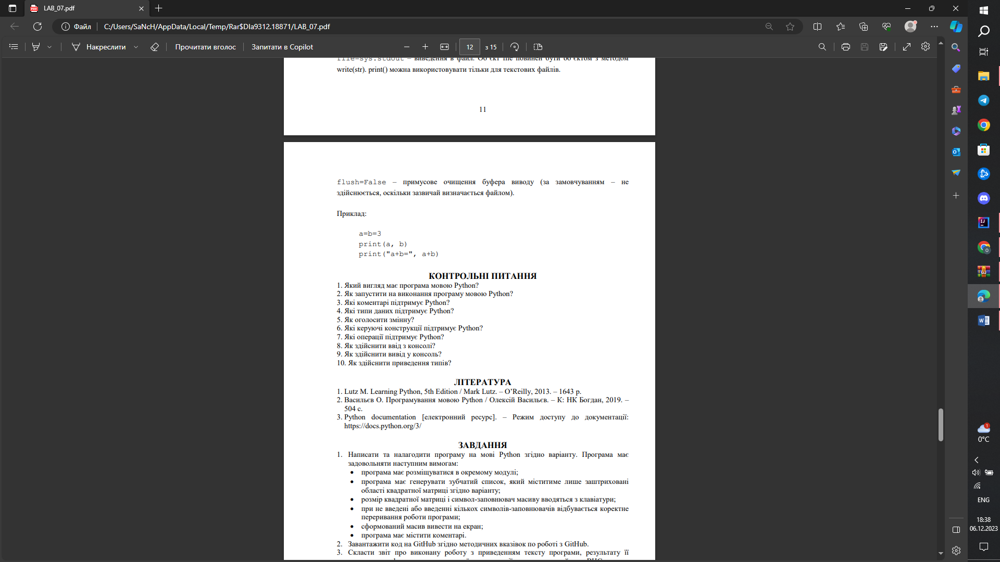 LAB_07.pdf
Файл
C:/Users/SaNcH/AppData/Local/Temp/Rar$DIa9312.18871/LAB_07.pdf
Накреслити
Прочитати вголос
Запитати в Copilot
12 з 15
file=sys.stdout – виведення в файл. Об'єкт file повинен бути об'єктом з методом
write(str). print() можна використовувати тільки для текстових файлів.
11
flush=False – примусове очищення буфера виводу (за замовчуванням – не
здійснюється, оскільки зазвичай визначається файлом).
Приклад:
a=b=3
print(a, b)
print("a+b=", a+b)
КОНТРОЛЬНІ ПИТАННЯ
1. Який вигляд має програма мовою Python?
2. Як запустити на виконання програму мовою Python?
3. Які коментарі підтримує Python?
4. Які типи даних підтримує Python?
5. Як оголосити змінну?
6. Які керуючі конструкції підтримує Python?
7. Які операції підтримує Python?
8. Як здійснити ввід з консолі?
9. Як здійснити вивід у консоль?
10. Як здійснити приведення типів?
ЛІТЕРАТУРА
1. Lutz M. Learning Python, 5th Edition / Mark Lutz. – O’Reilly, 2013. – 1643 p.
2. Васильєв О. Програмування мовою Python / Олексій Васильєв. – К: НК Богдан, 2019. –
504 с.
3. Python documentation [електронний ресурс]. – Режим доступу до документації:
https://docs.python.org/3/
ЗАВДАННЯ
1. Написати та налагодити програму на мові Python згідно варіанту. Програма має
задовольняти наступним вимогам:
• програма має розміщуватися в окремому модулі;
• програма має генерувати зубчатий список, який міститиме лише заштриховані
області квадратної матриці згідно варіанту;
• розмір квадратної матриці і символ-заповнювач масиву вводяться з клавіатури;
• при не введені або введенні кількох символів-заповнювачів відбувається коректне
переривання роботи програми;
• сформований масив вивести на екран;
• програма має містити коментарі.
2. Завантажити код на GitHub згідно методичних вказівок по роботі з GitHub.
3. Скласти звіт про виконану роботу з приведенням тексту програми, результату її
1
0°C
ENG
18:38
06.12.2023